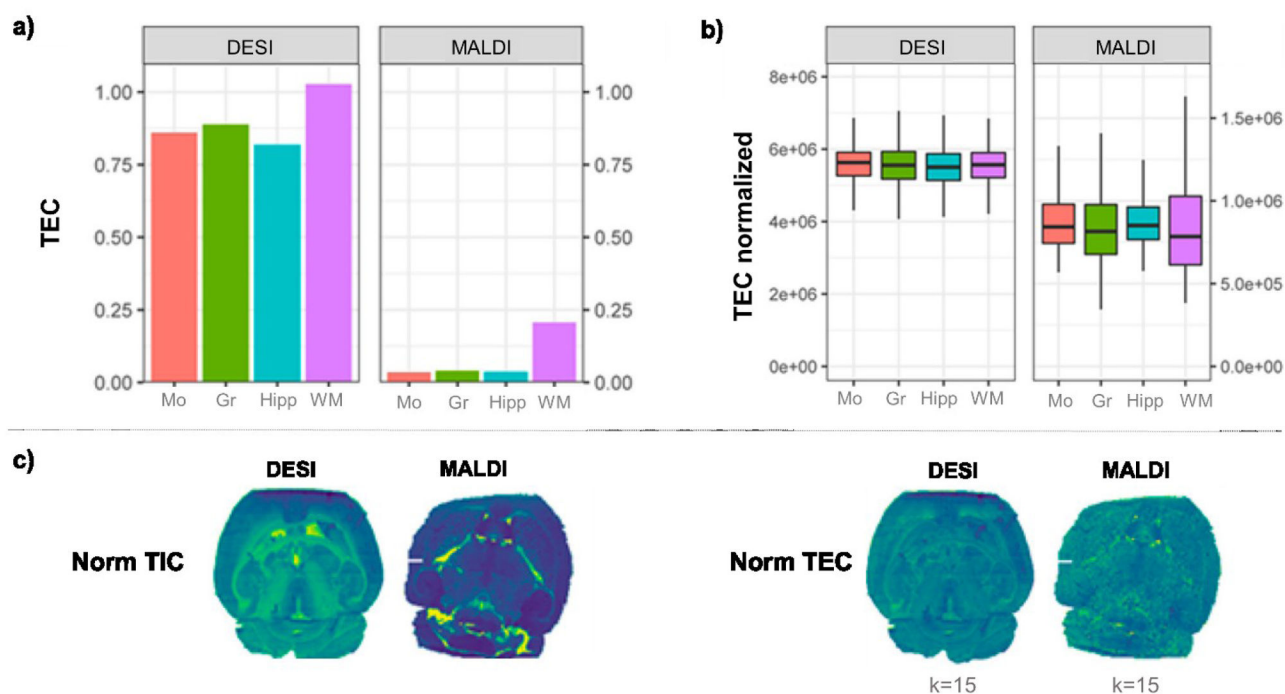 a)
DESI
MALDI
TEC
1.00
0.75
0.50
0.25
0.00
1.00
0.75
0.50
0.25
0.00
Mo Gr Hipp WM
Mo Gr Hipp WM
b)
DESI
MALDI
TEC normalized
8e+06
6e+06
4e+06
2e+06
0e+00
1.5e+06
1.0e+06
5.0e+05
0.0e+00
Mo Gr Hipp WM
Mo Gr Hipp WM
c)
DESI
MALDI
Norm TIC
DESI
MALDI
Norm TEC
k=15
k=15